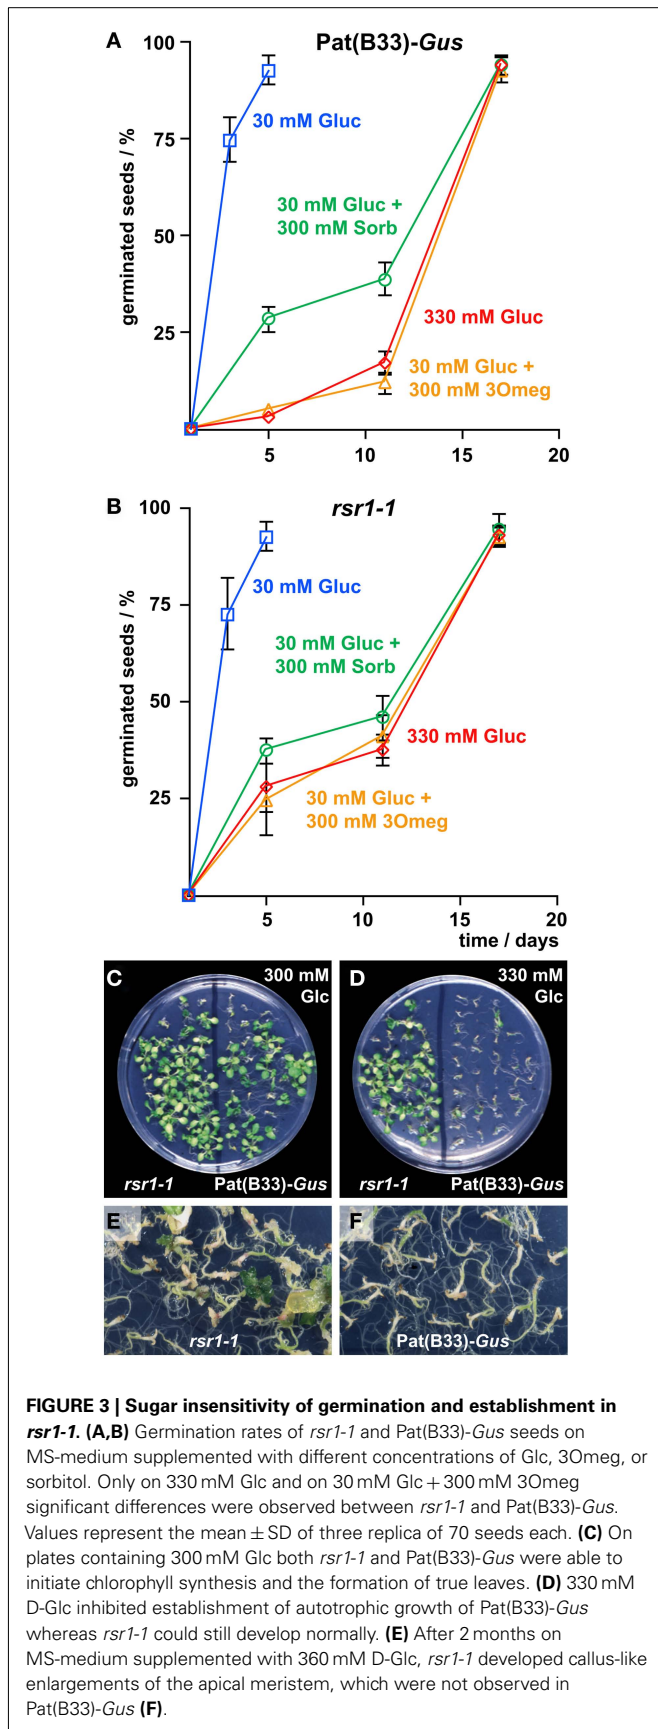 A
Pat(B33)-Gus
100
75
50
25
germinated seeds / %
30 mM Gluc
30 mM Gluc +
300 mM Sorb
330 mM Gluc
30 mM Gluc +
300 mM 3Omeg
5
10
15
20
B
rsr1-1
100
75
50
25
germinated seeds / %
30 mM Gluc
30 mM Gluc +
300 mM Sorb
330 mM Gluc
30 mM Gluc +
300 mM 3Omeg
5
10
15
20
time / days
C
300 mM
Glc
rsr1-1
Pat(B33)-Gus
D
330 mM
Glc
rsr1-1
Pat(B33)-Gus
E
rsr1-1
F
Pat(B33)-Gus
FIGURE 3 | Sugar insensitivity of germination and establishment in
rsr1-1. (A,B) Germination rates of rsr1-1 and Pat(B33)-Gus seeds on
MS-medium supplemented with different concentrations of Glc, 3Omeg, or
sorbitol. Only on 330 mM Glc and on 30 mM Glc + 300 mM 3Omeg
significant differences were observed between rsr1-1 and Pat(B33)-Gus.
Values represent the mean ± SD of three replica of 70 seeds each. (C) On
plates containing 300 mM Glc both rsr1-1 and Pat(B33)-Gus were able to
initiate chlorophyll synthesis and the formation of true leaves. (D) 330 mM
D-Glc inhibited establishment of autotrophic growth of Pat(B33)-Gus
whereas rsr1-1 could still develop normally. (E) After 2 months on
MS-medium supplemented with 360 mM D-Glc, rsr1-1 developed callus-like
enlargements of the apical meristem, which were not observed in
Pat(B33)-Gus (F).